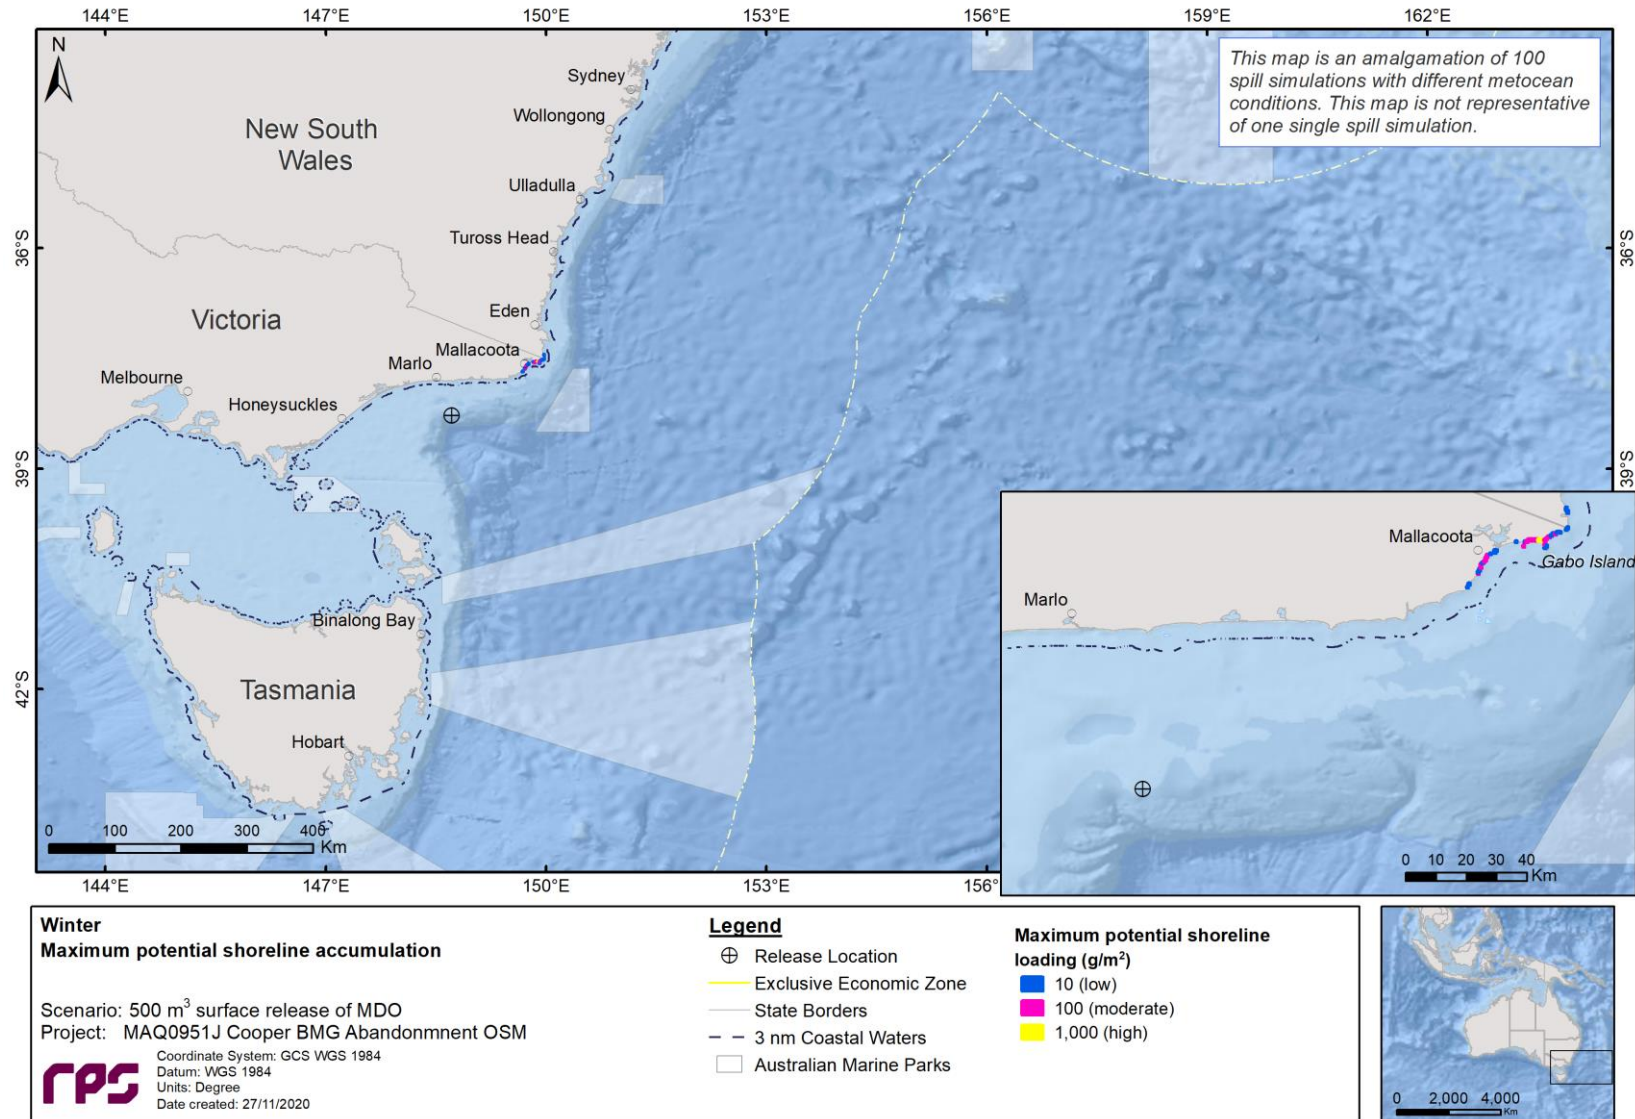 144°E
147°E
150°E
153°E
156°E
159°E
162°E
N
This map is an amalgamation of 100
spill simulations with different metocean
conditions. This map is not representative
of one single spill simulation.
Sydney
Wollongong
New South
Wales
Ulladulla
Tuross Head
36°S
36°S
Eden
Victoria
Mallacoota
Marlo
Melbourne
Honeysuckles
39°S
39°S
Mallacoota
Gabo Island
Marlo
Binalong Bay
Tasmania
42°S
Hobart
0 100 200 300 400
Km
0 10 20 30 40
Km
144°E
147°E
150°E
153°E
156°
Winter
Maximum potential shoreline accumulation
Scenario: 500 m³ surface release of MDO
Project: MAQ0951J Cooper BMG Abandonmnent OSM
rps
Coordinate System: GCS WGS 1984
Datum: WGS 1984
Units: Degree
Date created: 27/11/2020
Legend
Release Location
Exclusive Economic Zone
State Borders
3 nm Coastal Waters
Australian Marine Parks
Maximum potential shoreline
loading (g/m²)
10 (low)
100 (moderate)
1,000 (high)
0 2,000 4,000
Km